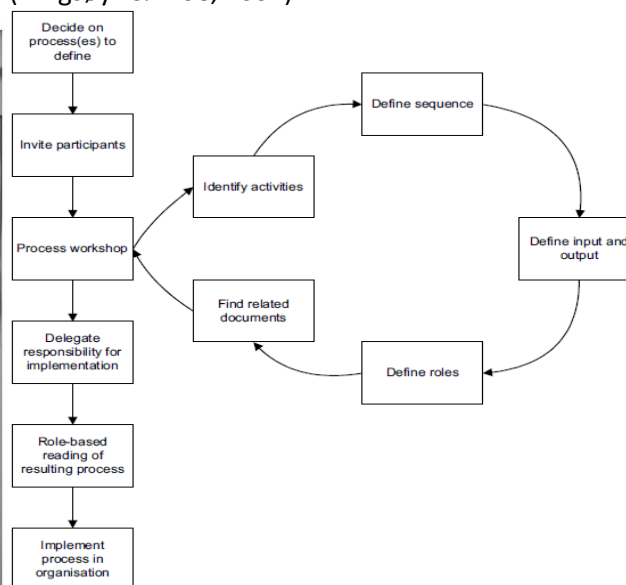 Decide on
process(es) to
define
Invite participants
Process workshop
Delegate
responsibility for
implementation
Role-based
reading of
resulting process
Implement
process in
organisation
Identify activities
Define sequence
Define input and
output
Define roles
Find related
documents